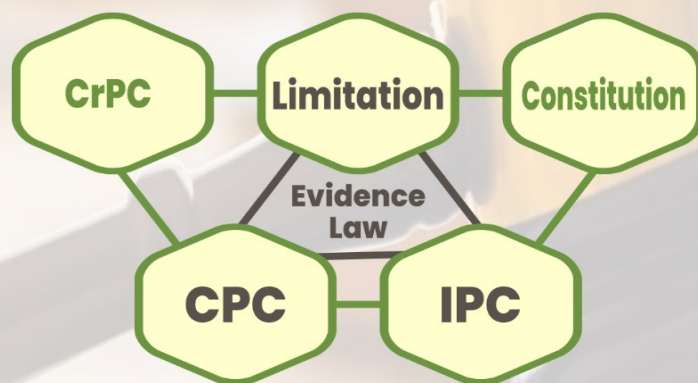 CrPC
Limitation
Constitution
Evidence
Law
CPC
IPC